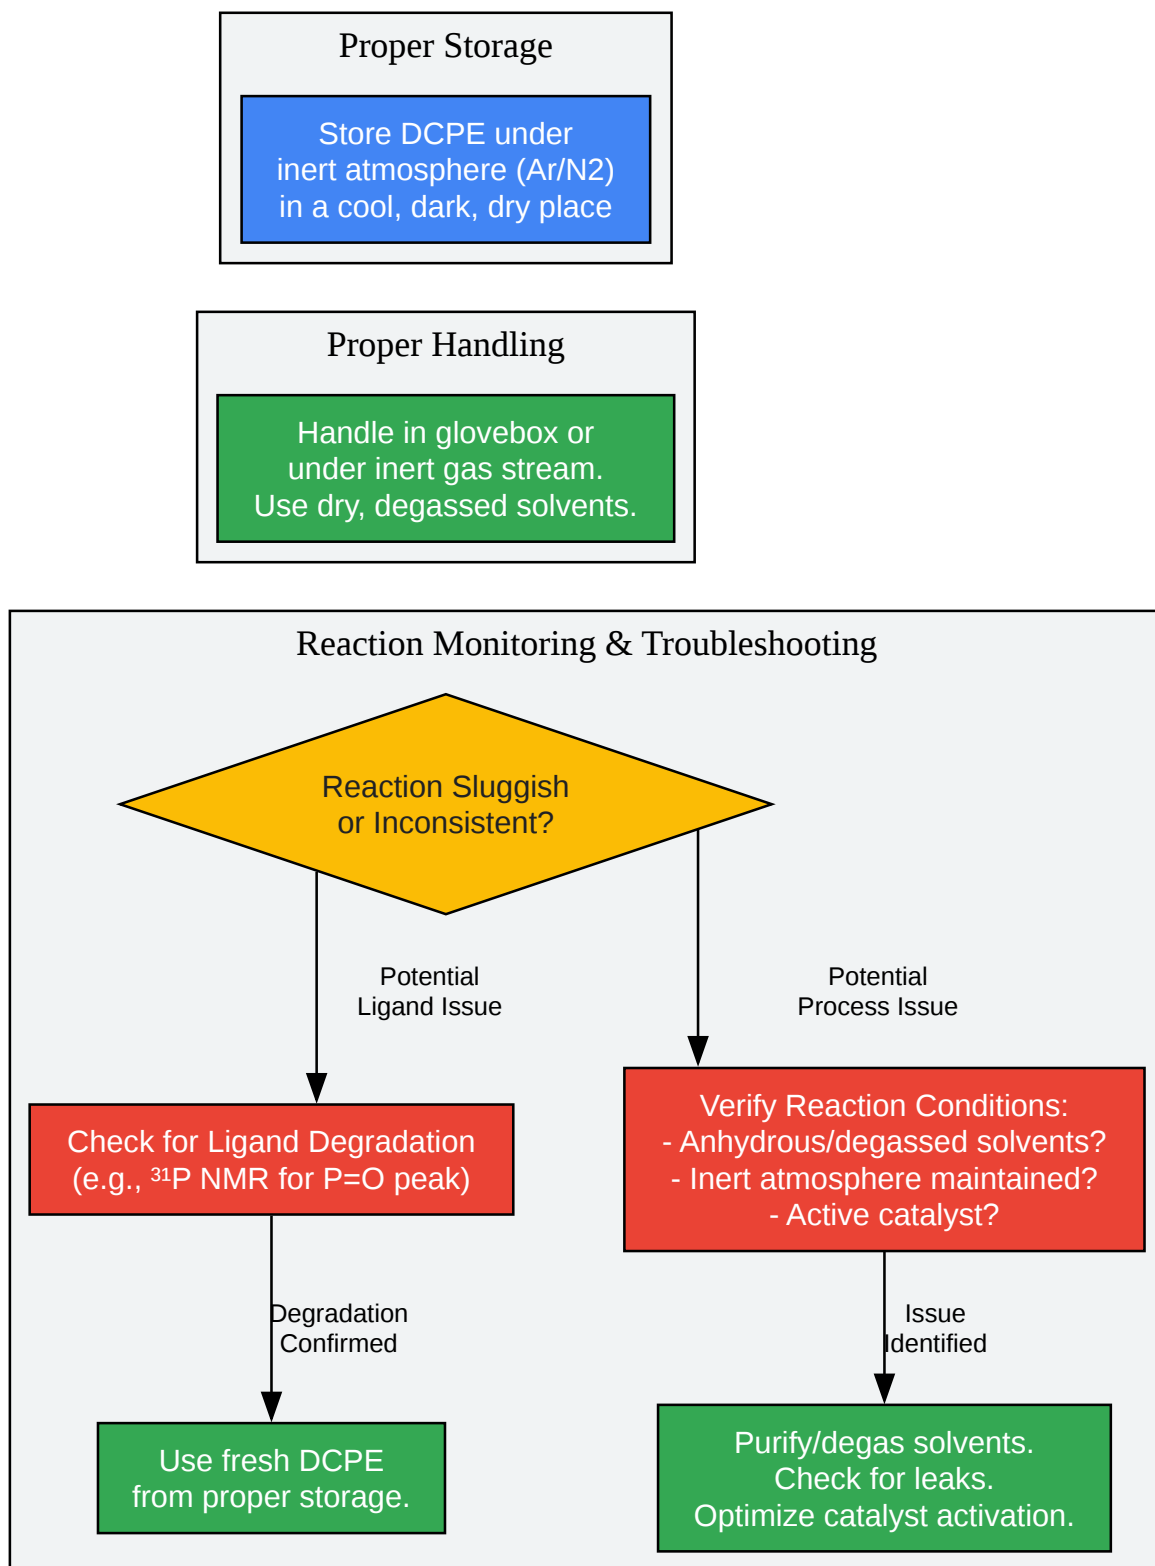 Proper Storage
Store DCPE under
inert atmosphere (Ar/N2)
in a cool, dark, dry place
Proper Handling
Handle in glovebox or
under inert gas stream.
Use dry, degassed solvents.
Reaction Monitoring & Troubleshooting
Reaction Sluggish
or Inconsistent?
Potential
Ligand Issue
Potential
Process Issue
Check for Ligand Degradation
(e.g., ³¹P NMR for P=O peak)
Verify Reaction Conditions:
- Anhydrous/degassed solvents?
- Inert atmosphere maintained?
- Active catalyst?
Degradation
Confirmed
Issue
Identified
Use fresh DCPE
from proper storage.
Purify/degas solvents.
Check for leaks.
Optimize catalyst activation.